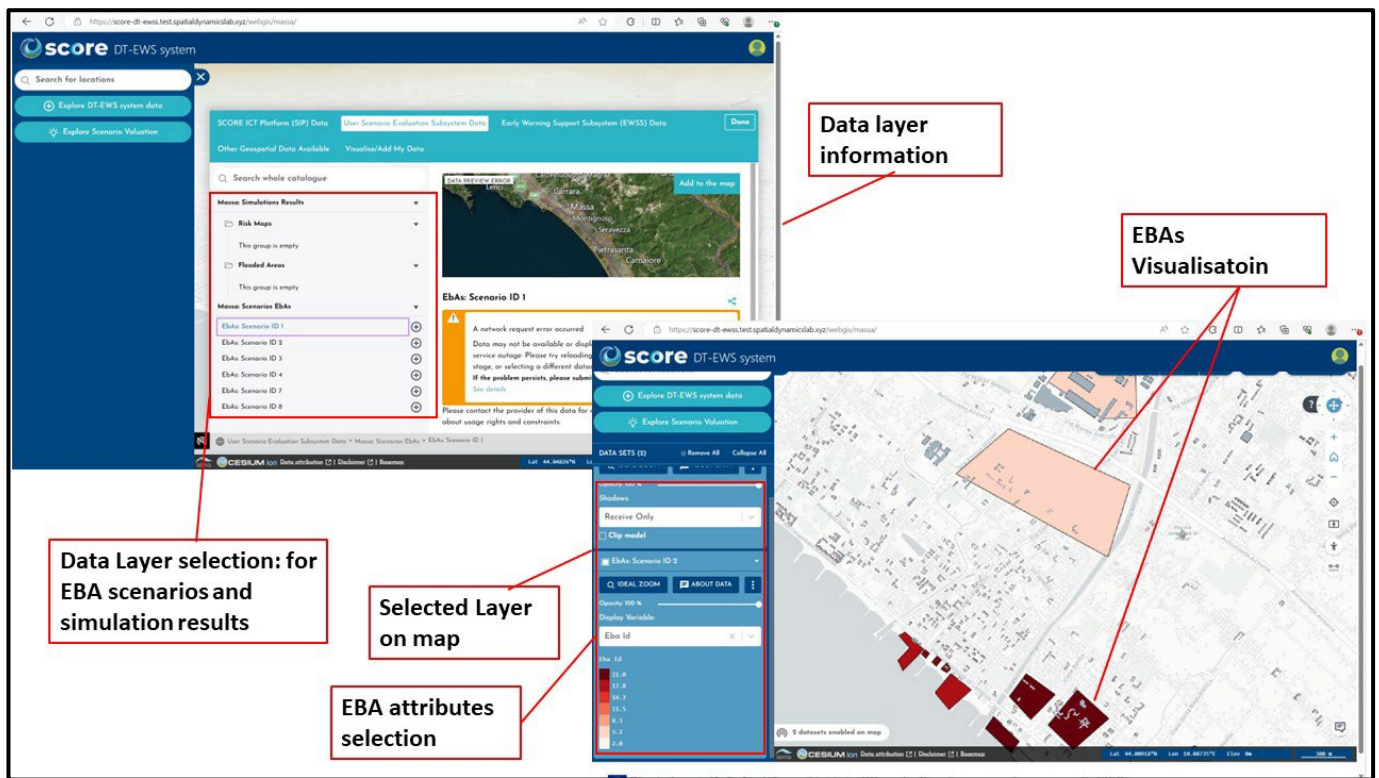 https://score-dt-ewss.test.spatialdynamicslab.xyz/webgis/massa/
score DT-EWS system
Search for locations
Explore DT-EWS system data
Explore Scenario Valuation
SCORE ICT Platform (SIP) Data
User Scenario Evaluation Subsystem Data
Early Warning Support Subsystem (EWSS) Data
Done
Other Geospatial Data Available
Visualise/Add My Data
Search whole catalogue
Massa: Simulations Results
Risk Maps
This group is empty
Flooded Areas
This group is empty
Massa: Scenarios EbAs
EbAs: Scenario ID 1
EbAs: Scenario ID 2
EbAs: Scenario ID 3
EbAs: Scenario ID 4
EbAs: Scenario ID 7
EbAs: Scenario ID 8
DATA PREVIEW ERROR
Add to the map
Carrara
Massa
Montignoso
Seravezza
Pietrasanta
Camaiore
EbAs: Scenario ID 1
A network request error occurred
Data may not be available or
service outage. Please try reloading
stage, or selecting a different
If the problem persists, please
See details
Please contact the provider of this data for
about usage rights and constraints.
User Scenario Evaluation Subsystem Data > Massa: Scenarios EbAs > EbAs: Scenario ID 1
CESIUM ion Data attribution | Disclaimer | Basemap
Data layer
information
EBAs
Visualisatoin
Data Layer selection: for
EBA scenarios and
simulation results
Selected Layer
on map
EBA attributes
selection
https://score-dt-ewss.test.spatialdynamicslab.xyz/webgis/massa/
score DT-EWS system
Explore DT-EWS system data
Explore Scenario Valuation
DATA SETS (2)
Remove All
Collapse All
Opacity: 100 %
Shadows:
Receive Only
Clip model
EbAs: Scenario ID 2
IDEAL ZOOM
ABOUT DATA
Opacity: 100 %
Display Variable:
Eba Id
Eba Id
21.0
17.8
14.7
11.5
8.3
5.2
2.0
2 datasets enabled on map
CESIUM ion Data attribution | Disclaimer | Basemap
300 m